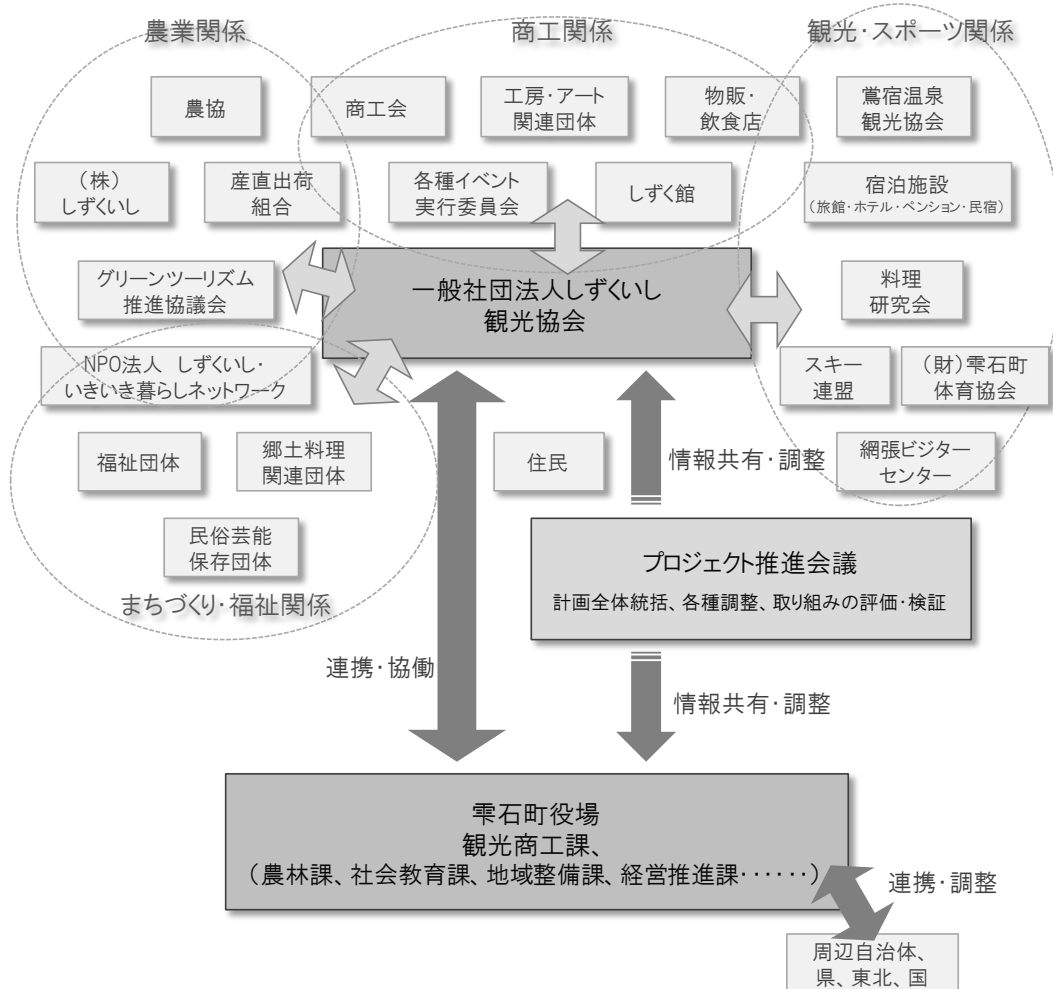 農業関係
商工関係
観光・スポーツ関係
農協
商工会
工房・アート
関連団体
物販・
飲食店
鶯宿温泉
観光協会
（株）
しずくいし
産直出荷
組合
各種イベント
実行委員会
しずく館
宿泊施設
（旅館・ホテル・ペンション・民宿）
グリーンツーリズム
推進協議会
一般社団法人しずくいし
観光協会
料理
研究会
NPO法人　しずくいし・
いきいき暮らしネットワーク
スキー
連盟
（財）雫石町
体育協会
福祉団体
郷土料理
関連団体
住民
情報共有・調整
網張ビジター
センター
民俗芸能
保存団体
まちづくり・福祉関係
プロジェクト推進会議
計画全体統括、各種調整、取り組みの評価・検証
連携・協働
情報共有・調整
雫石町役場
観光商工課、
（農林課、社会教育課、地域整備課、経営推進課・・・・・・）
連携・調整
周辺自治体、
県、東北、国